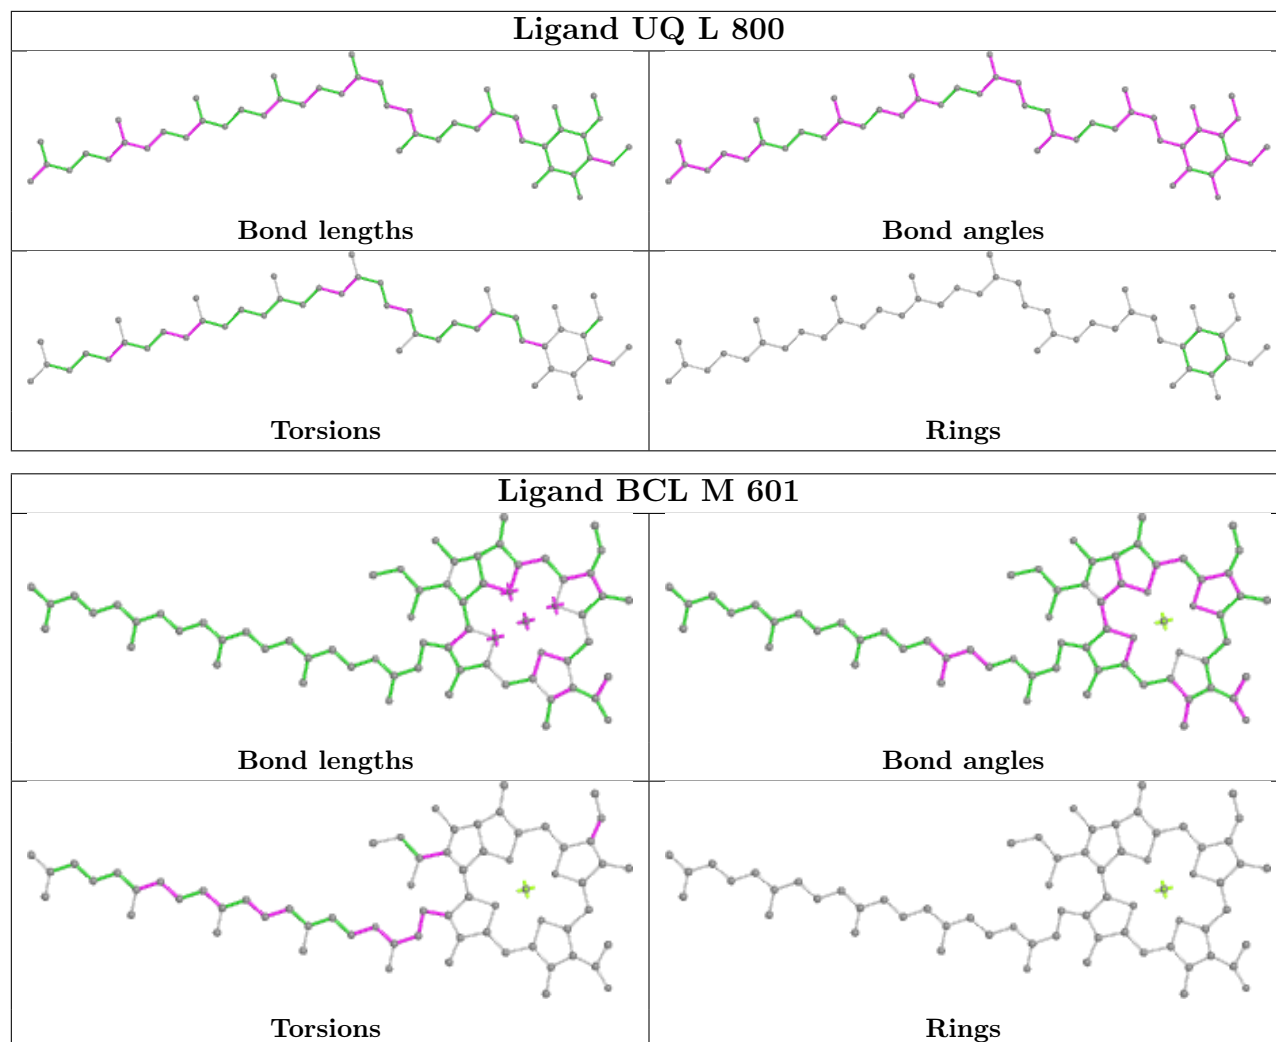 Ligand UQ L 800
Bond lengths
Bond angles
Torsions
Rings
Ligand BCL M 601
Bond lengths
Bond angles
Torsions
Rings